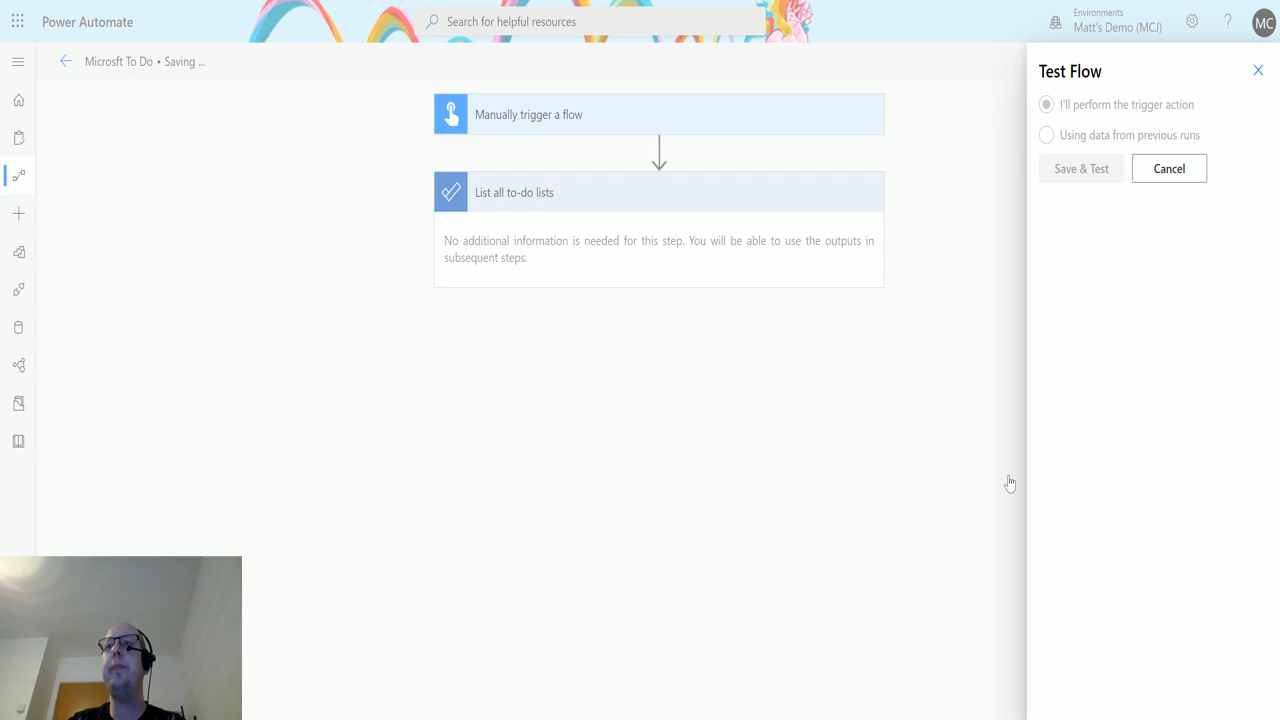 Power Automate
Search for helpful resources
Environments
Matt's Demo (MCJ)
MC
Microsft To Do • Saving ...
Manually trigger a flow
List all to-do lists
No additional information is needed for this step. You will be able to use the outputs in
subsequent steps.
Test Flow
I'll perform the trigger action
Using data from previous runs
Save & Test
Cancel